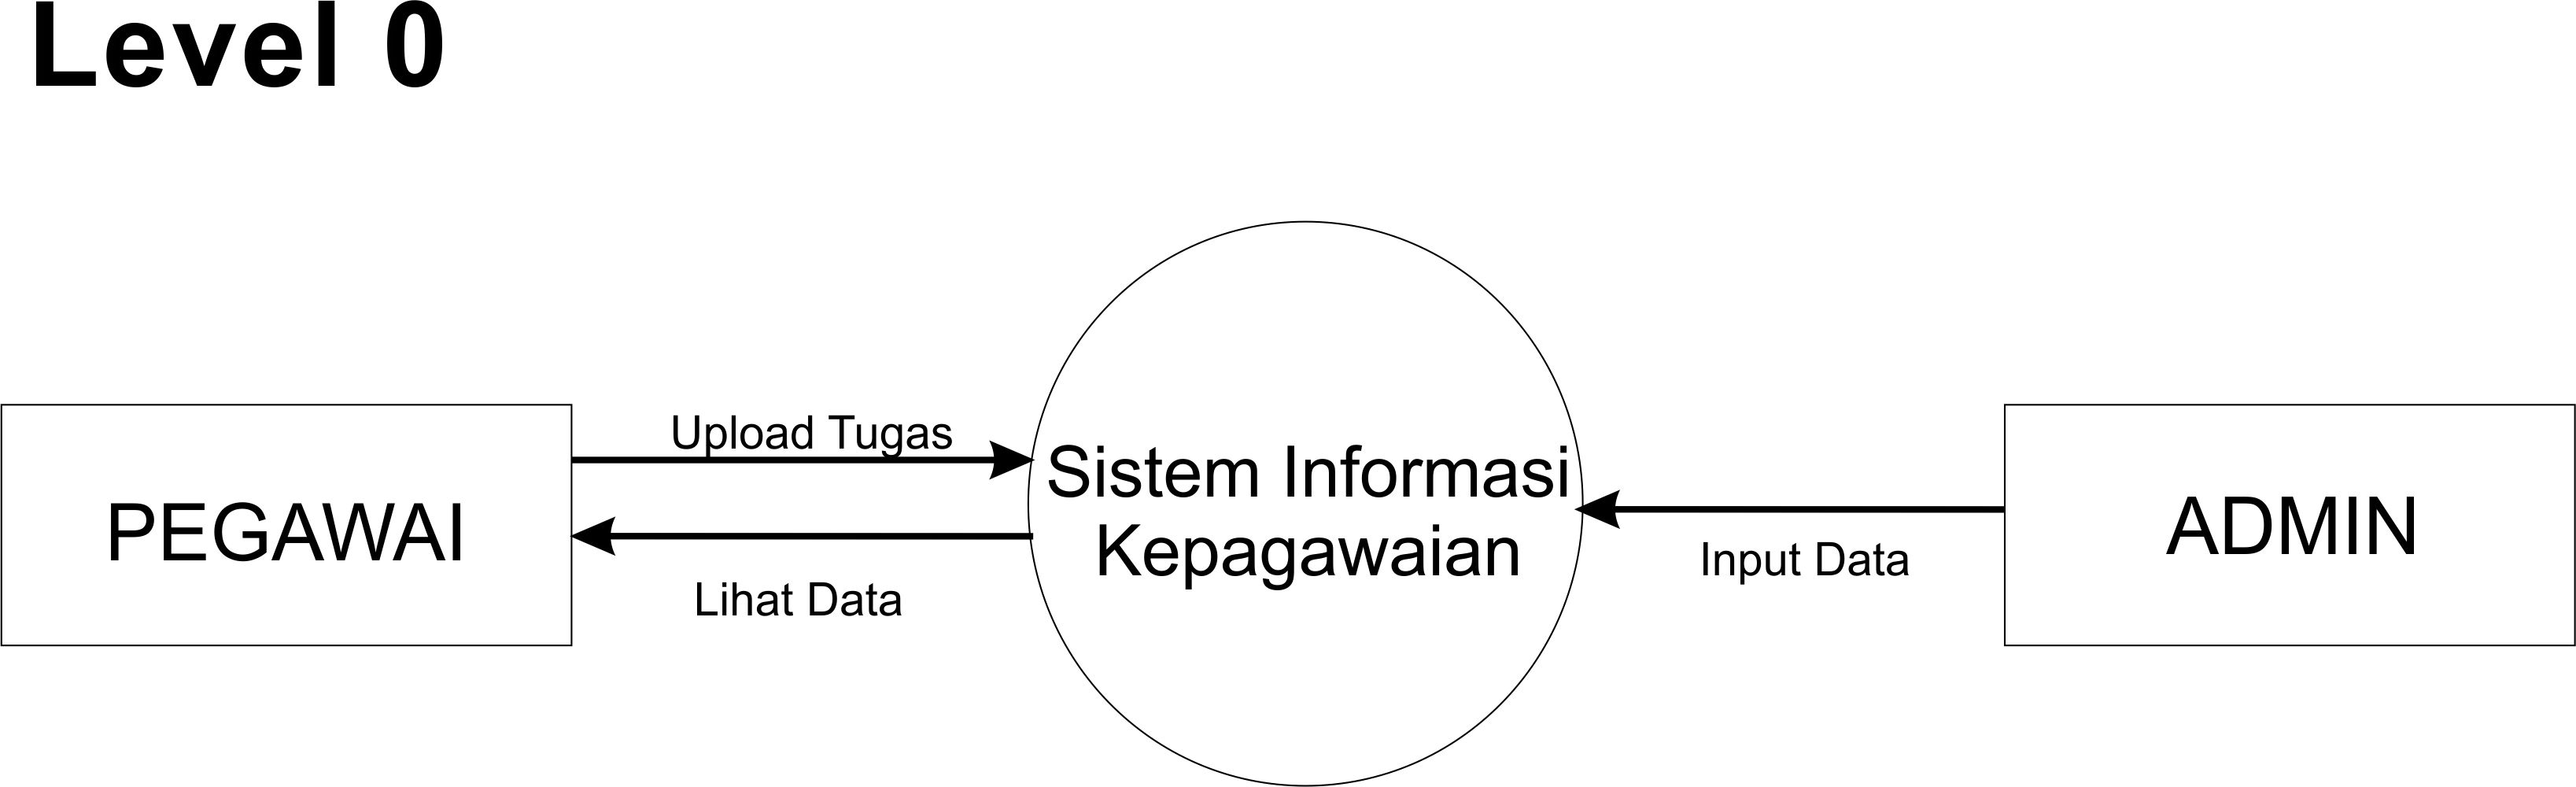 Level 0
Upload Tugas
PEGAWAI
Lihat Data
Sistem Informasi
Kepagawaian
Input Data
ADMIN